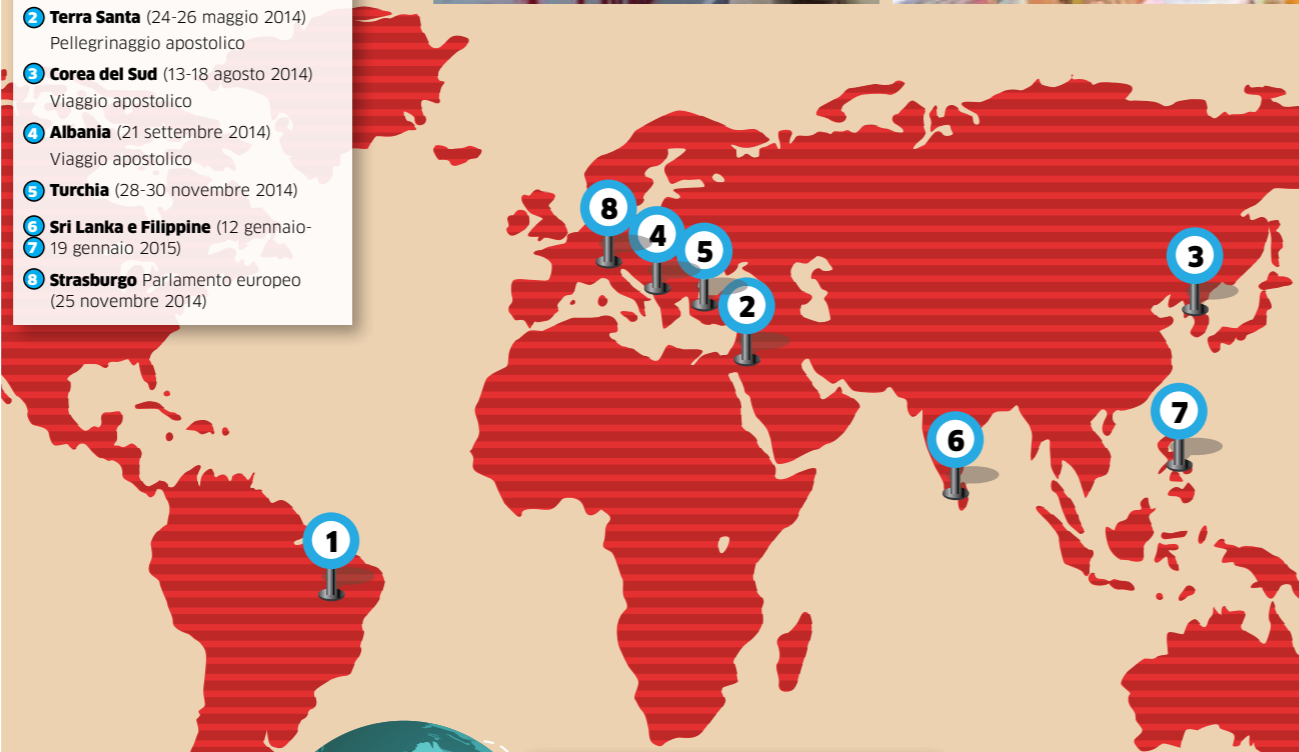 2 Terra Santa (24-26 maggio 2014)
Pellegrinaggio apostolico
3 Corea del Sud (13-18 agosto 2014)
Viaggio apostolico
4 Albania (21 settembre 2014)
Viaggio apostolico
5 Turchia (28-30 novembre 2014)
6 Sri Lanka e Filippine (12 gennaio-
7 19 gennaio 2015)
8 Strasburgo Parlamento europeo
(25 novembre 2014)
8
4
5
3
2
7
6
1